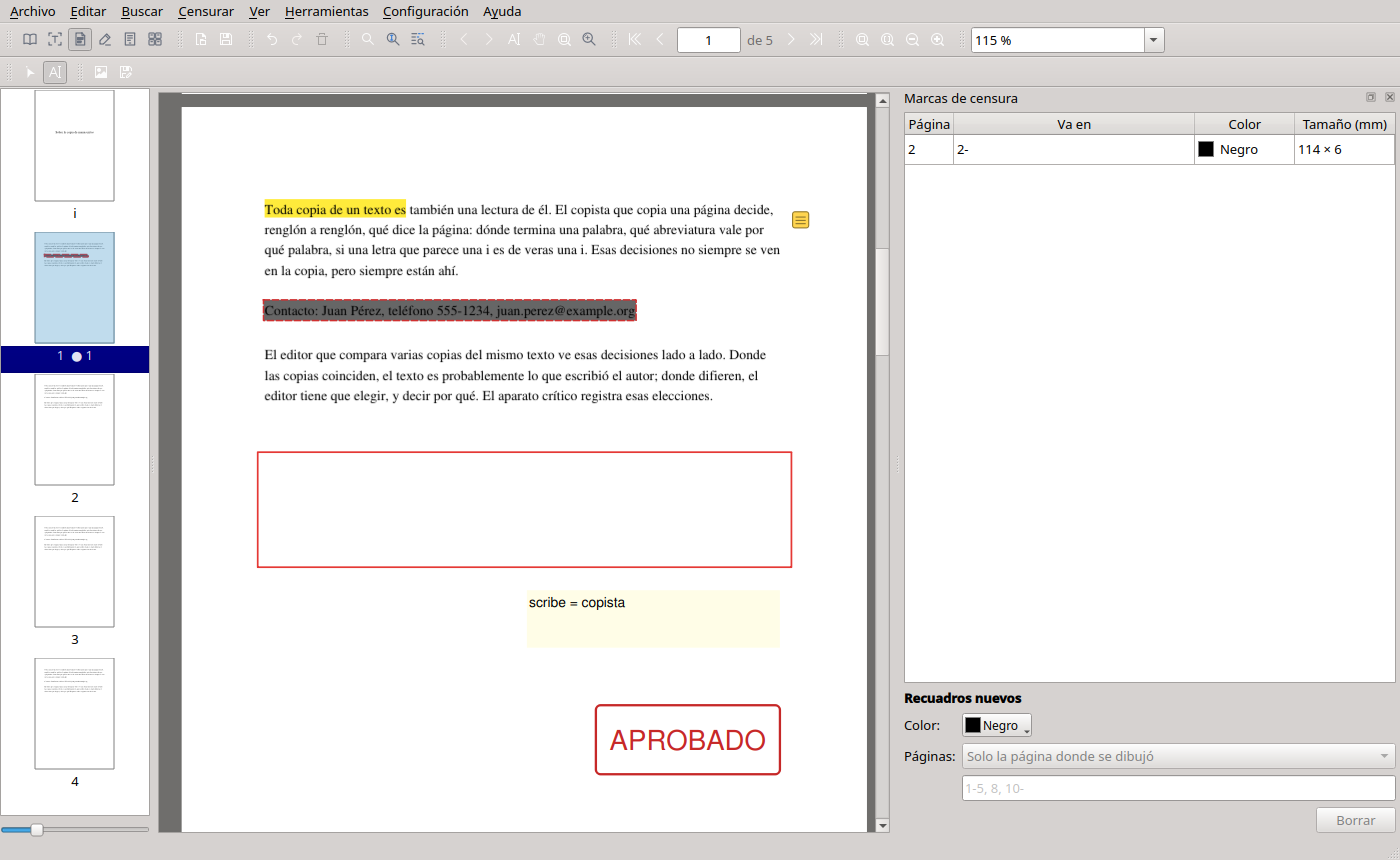 Archivo Editar Buscar Censurar Ver Herramientas Configuración Ayuda
1 de 5 115 %
i
1 1
2
3
4
Toda copia de un texto es también una lectura de él. El copista que copia una página decide,
renglón a renglón, qué dice la página: dónde termina una palabra, qué abreviatura vale por
qué palabra, si una letra que parece una i es de veras una i. Esas decisiones no siempre se ven
en la copia, pero siempre están ahí.
Contacto: Juan Pérez, teléfono 555-1234, juan.perez@example.org
El editor que compara varias copias del mismo texto ve esas decisiones lado a lado. Donde
las copias coinciden, el texto es probablemente lo que escribió el autor; donde difieren, el
editor tiene que elegir, y decir por qué. El aparato crítico registra esas elecciones.
scribe = copista
APROBADO
Marcas de censura
Página Va en Color Tamaño (mm)
2 2- Negro 114 × 6
Recuadros nuevos
Color: Negro
Páginas: Solo la página donde se dibujó
1-5, 8, 10-
Borrar